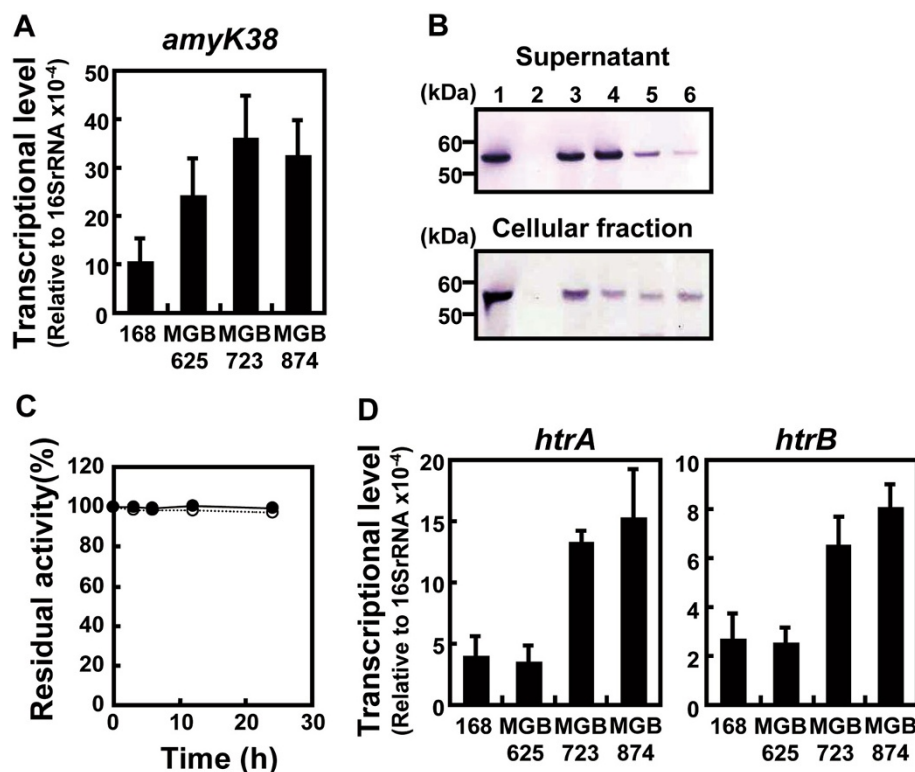 A
amyK38
Transcriptional level
(Relative to 16SrRNA x10-4)
50
40
30
20
10
0
168 MGB MGB MGB
625 723 874
B
Supernatant
(kDa) 1 2 3 4 5 6
60
50
Cellular fraction
(kDa)
60
50
C
Residual activity(%)
120
100
80
60
40
20
0
0 10 20 30
Time (h)
D
htrA
Transcriptional level
(Relative to 16SrRNA x10-4)
20
15
10
5
0
168 MGB MGB MGB
625 723 874
htrB
10
8
6
4
2
0
168 MGB MGB MGB
625 723 874